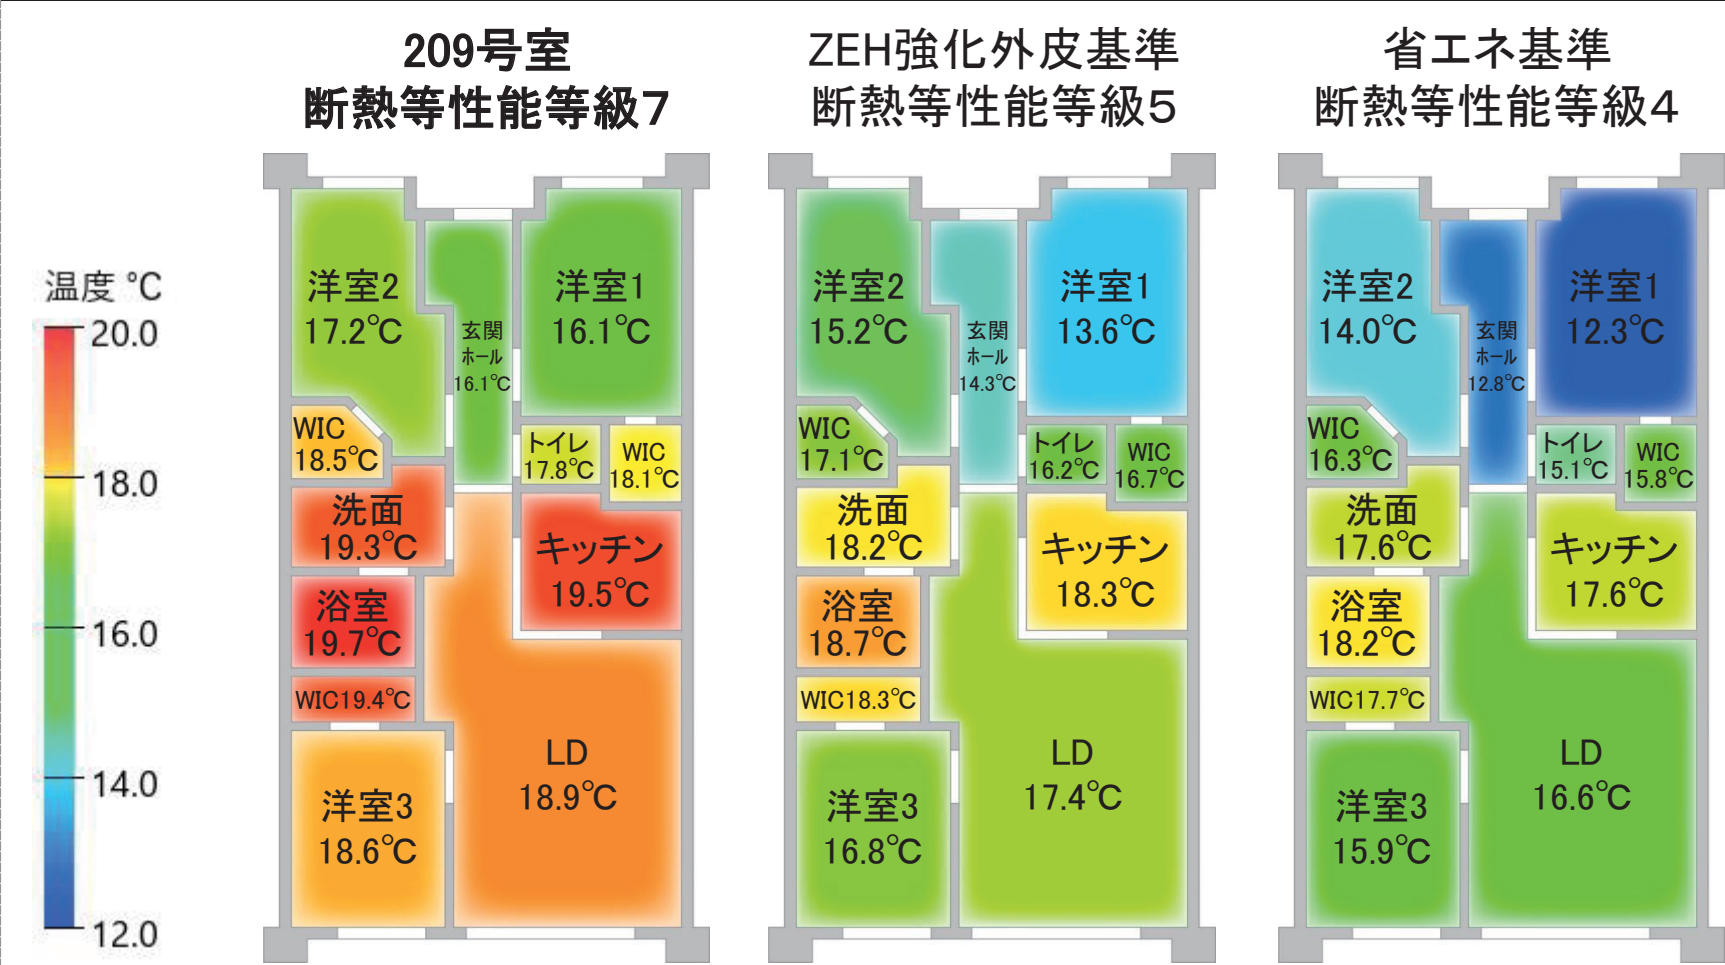 209号室
断熱等性能等級7
ZEH強化外皮基準
断熱等性能等級5
省エネ基準
断熱等性能等級4
温度 ℃
20.0
18.0
16.0
14.0
12.0
洋室2
17.2℃
玄関
ホール
16.1℃
洋室1
16.1℃
WIC
18.5℃
トイレ
17.8℃
WIC
18.1℃
洗面
19.3℃
キッチン
19.5℃
浴室
19.7℃
WIC19.4℃
LD
18.9℃
洋室3
18.6℃
洋室2
15.2℃
玄関
ホール
14.3℃
洋室1
13.6℃
WIC
17.1℃
トイレ
16.2℃
WIC
16.7℃
洗面
18.2℃
キッチン
18.3℃
浴室
18.7℃
WIC18.3℃
LD
17.4℃
洋室3
16.8℃
洋室2
14.0℃
玄関
ホール
12.8℃
洋室1
12.3℃
WIC
16.3℃
トイレ
15.1℃
WIC
15.8℃
洗面
17.6℃
キッチン
17.6℃
浴室
18.2℃
WIC17.7℃
LD
16.6℃
洋室3
15.9℃